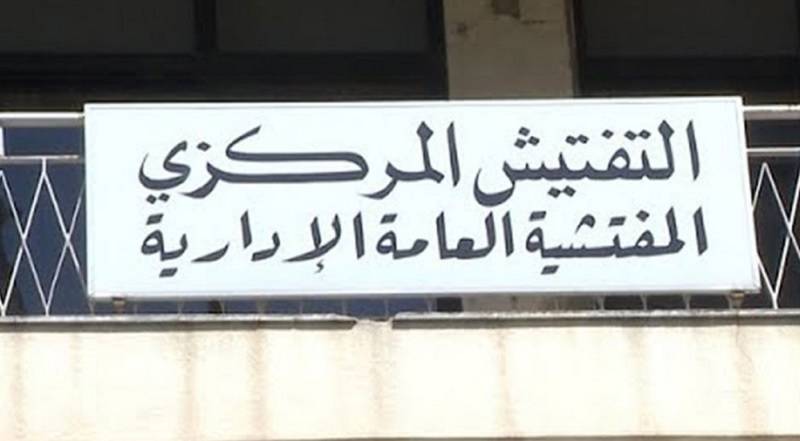 التفتيش المركزي
المفتشية العامة الإدارية